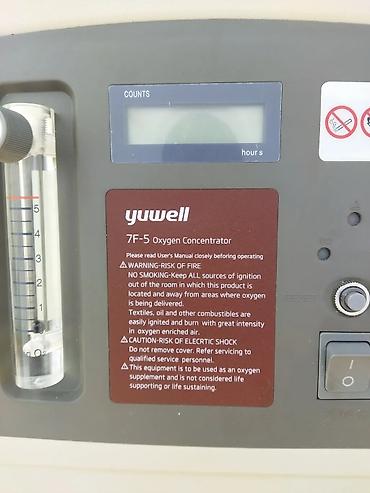 COUNTS
hours
5
4
3
2
1
yuwell
7F-5 Oxygen Concentrator
Please read User's Manual closely beforing operating
⚠WARNING-RISK OF FIRE
NO SMOKING-Keep ALL sources of ignition
out of the room in which this product is
located and away from areas where oxygen
is being delivered.
Textiles, oil and other combustibles are
easily ignited and burn with great intensity
in oxygen enriched air.
⚠CAUTION-RISK OF ELECRTIC SHOCK
Do not remove cover. Refer servicing to
qualified service personnel.
⚠This equipment is to be used as an oxygen
supplement and is not considered life
supporting or life sustaining.
I
O